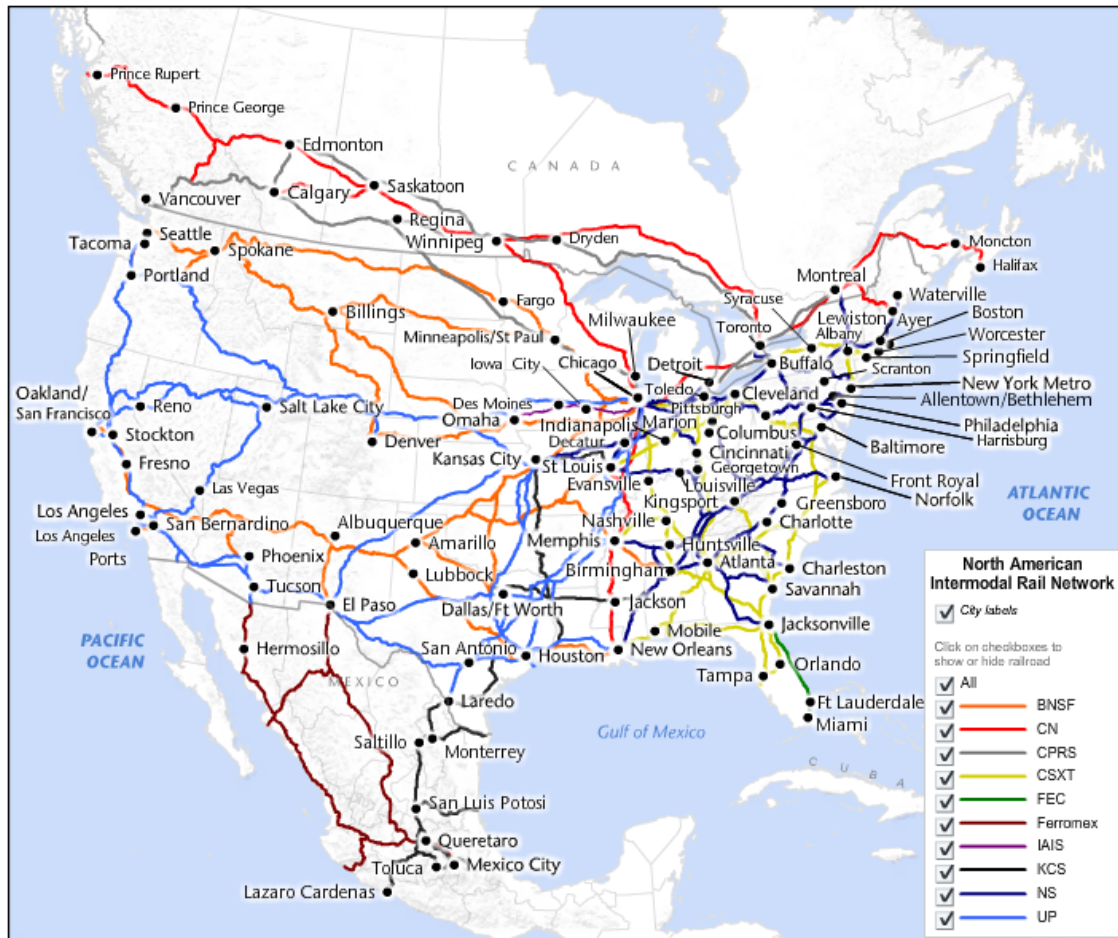 Prince Rupert
Prince George
Edmonton
CANADA
Saskatoon
Calgary
Vancouver
Regina
Winnipeg
Dryden
Moncton
Halifax
Seattle
Tacoma
Spokane
Portland
Montreal
Waterville
Syracuse
Boston
Fargo
Billings
Milwaukee
Lewiston
Ayer
Toronto
Albany
Worcester
Minneapolis/St Paul
Iowa City
Chicago
Detroit
Buffalo
Springfield
Scranton
Toledo
Cleveland
New York Metro
Oakland/
San Francisco
Reno
Salt Lake City
Des Moines
Omaha
Pittsburgh
Allentown/Bethlehem
Indianapolis
Marion
Philadelphia
Stockton
Denver
Decatur
Columbus
Harrisburg
Baltimore
Kansas City
St Louis
Cincinnati
Fresno
Georgetown
Evansville
Louisville
Front Royal
Las Vegas
Kingsport
Greensboro
Norfolk
ATLANTIC
OCEAN
Los Angeles
San Bernardino
Albuquerque
Nashville
Charlotte
Los Angeles
Ports
Amarillo
Memphis
Huntsville
Phoenix
Atlanta
Lubbock
Birmingham
Charleston
Tucson
Savannah
El Paso
Dallas/Ft Worth
Jackson
Jacksonville
PACIFIC
OCEAN
Hermosillo
Mobile
San Antonio
Houston
New Orleans
Orlando
MEXICO
Tampa
Laredo
Ft Lauderdale
Miami
Gulf of Mexico
Saltillo
Monterrey
CUBA
San Luis Potosi
Queretaro
Toluca
Mexico City
Lazaro Cardenas
North American
Intermodal Rail Network
City labels
Click on checkboxes to
show or hide railroad
All
BNSF
CN
CPRS
CSXT
FEC
Ferromex
IAIS
KCS
NS
UP